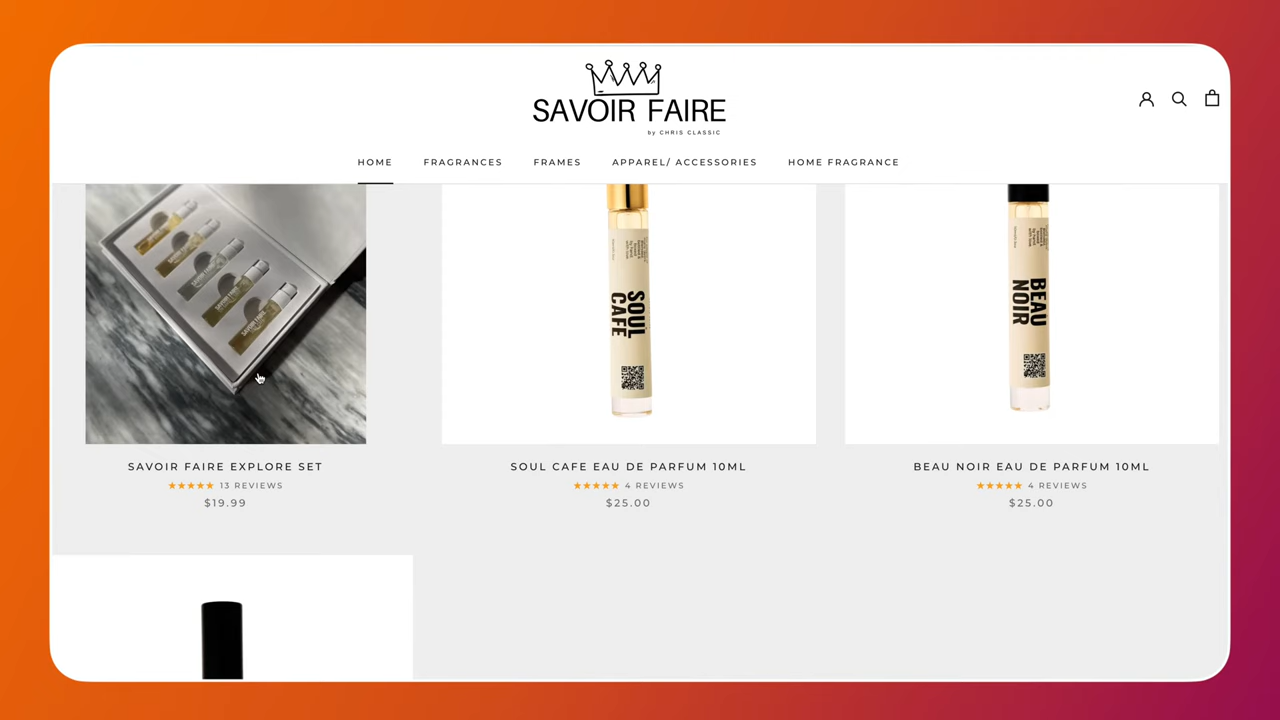 SAVOIR FAIRE
by CHRIS CLASSIC
HOME FRAGRANCES FRAMES APPAREL/ ACCESSORIES HOME FRAGRANCE
SAVOIR FAIRE
SOUL
CAFE
BEAU
NOIR
SAVOIR FAIRE EXPLORE SET
13 REVIEWS
$19.99
SOUL CAFE EAU DE PARFUM 10ML
4 REVIEWS
$25.00
BEAU NOIR EAU DE PARFUM 10ML
4 REVIEWS
$25.00